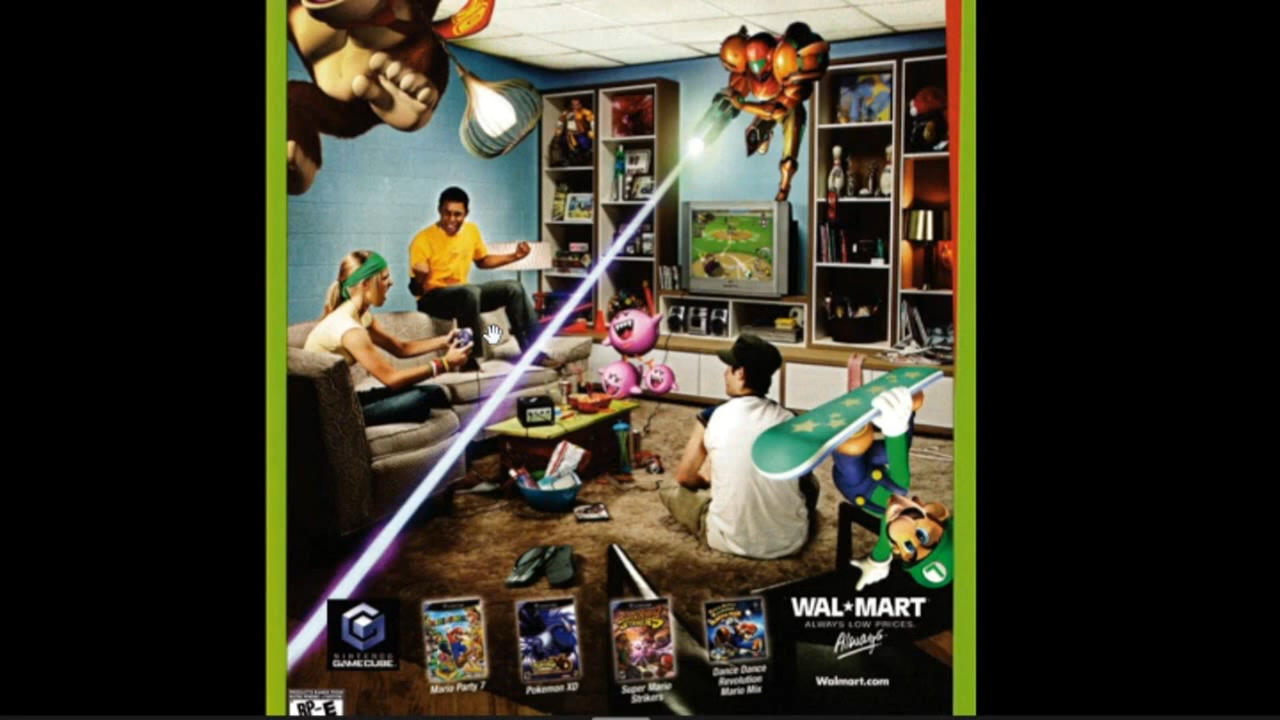 NINTENDO
GAMECUBE
Mario Party 7
Pokemon XD
Super Mario
Strikers
Dance Dance
Revolution
Mario Mix
WAL★MART
ALWAYS LOW PRICES.
Always
Walmart.com
L
RP-E